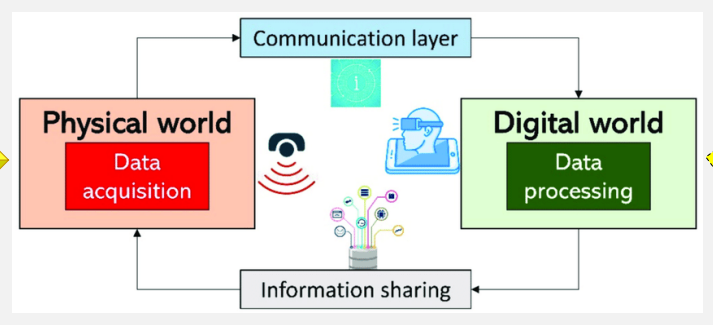 Communication layer
i
Physical world
Data
acquisition
Digital world
Data
processing
Information sharing